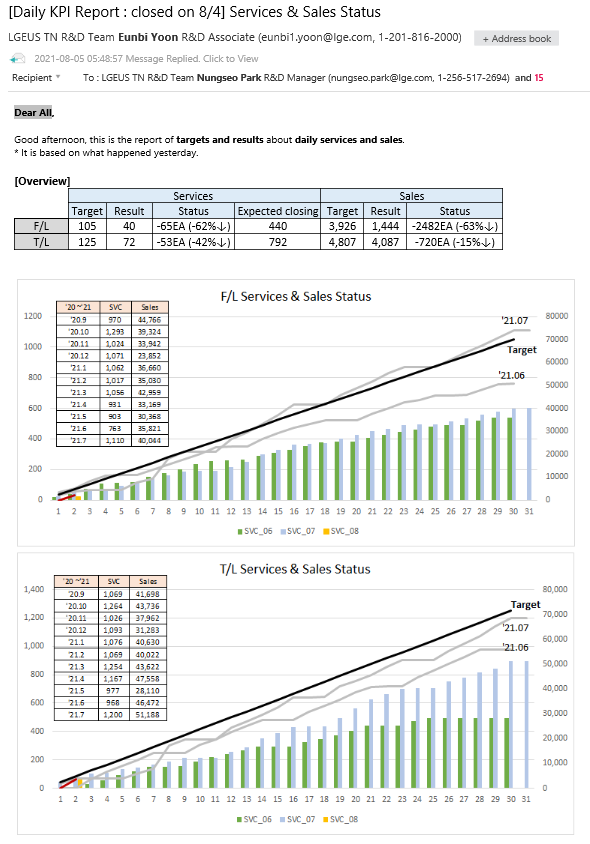 [Daily KPI Report : closed on 8/4] Services & Sales Status
LGEUS TN R&D Team Eunbi Yoon R&D Associate (eunbi1.yoon@lge.com, 1-201-816-2000) + Address book
2021-08-05 05:48:57 Message Replied. Click to View
Recipient * To : LGEUS TN R&D Team Nungseo Park R&D Manager (nungseo.park@lge.com, 1-256-517-2694) and 15
Dear All,
Good afternoon, this is the report of targets and results about daily services and sales.
* It is based on what happened yesterday.
[Overview]
Services Sales
Target Result Status Expected closing Target Result Status
F/L 105 40 -65EA (-62%↓) 440 3,926 1,444 -2482EA (-63%↓)
T/L 125 72 -53EA (-42%↓) 792 4,807 4,087 -720EA (-15%↓)
F/L Services & Sales Status
'20 ~'21 SVC Sales
'20.9 970 44,766
'20.10 1,293 39,324
'20.11 1,024 33,942
'20.12 1,071 23,852
'21.1 1,062 36,660
'21.2 1,017 35,030
'21.3 1,056 42,959
'21.4 931 33,169
'21.5 903 30,368
'21.6 763 35,821
'21.7 1,110 40,044
1200
1000
800
600
400
200
0
'21.07
Target
'21.06
80000
70000
60000
50000
40000
30000
20000
10000
0
1 2 3 4 5 6 7 8 9 10 11 12 13 14 15 16 17 18 19 20 21 22 23 24 25 26 27 28 29 30 31
SVC_06 SVC_07 SVC_08
T/L Services & Sales Status
'20 ~'21 SVC Sales
'20.9 1,069 41,698
'20.10 1,264 43,736
'20.11 1,026 37,962
'20.12 1,093 31,283
'21.1 1,076 40,630
'21.2 1,069 40,022
'21.3 1,254 43,622
'21.4 1,167 47,558
'21.5 977 28,110
'21.6 968 46,472
'21.7 1,200 51,188
1,400
1,200
1,000
800
600
400
200
0
Target
'21.07
'21.06
80,000
70,000
60,000
50,000
40,000
30,000
20,000
10,000
0
1 2 3 4 5 6 7 8 9 10 11 12 13 14 15 16 17 18 19 20 21 22 23 24 25 26 27 28 29 30 31
SVC_06 SVC_07 SVC_08